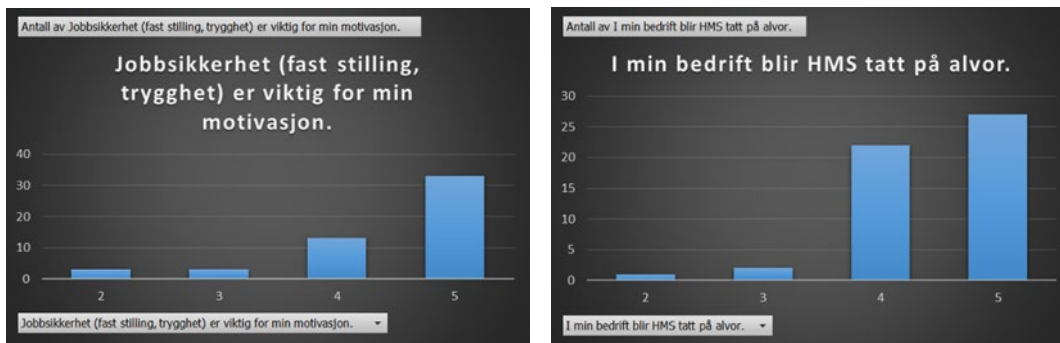 Antall av Jobbsikkerhet (fast stilling, trygghet) er viktig for min motivasjon.
Jobbsikkerhet (fast stilling,
trygghet) er viktig for min
motivasjon.
40
30
20
10
0
2 3 4 5
Jobbsikkerhet (fast stilling, trygghet) er viktig for min motivasjon.
Antall av I min bedrift blir HMS tatt på alvor.
I min bedrift blir HMS tatt på alvor.
30
25
20
15
10
5
0
2 3 4 5
I min bedrift blir HMS tatt på alvor.